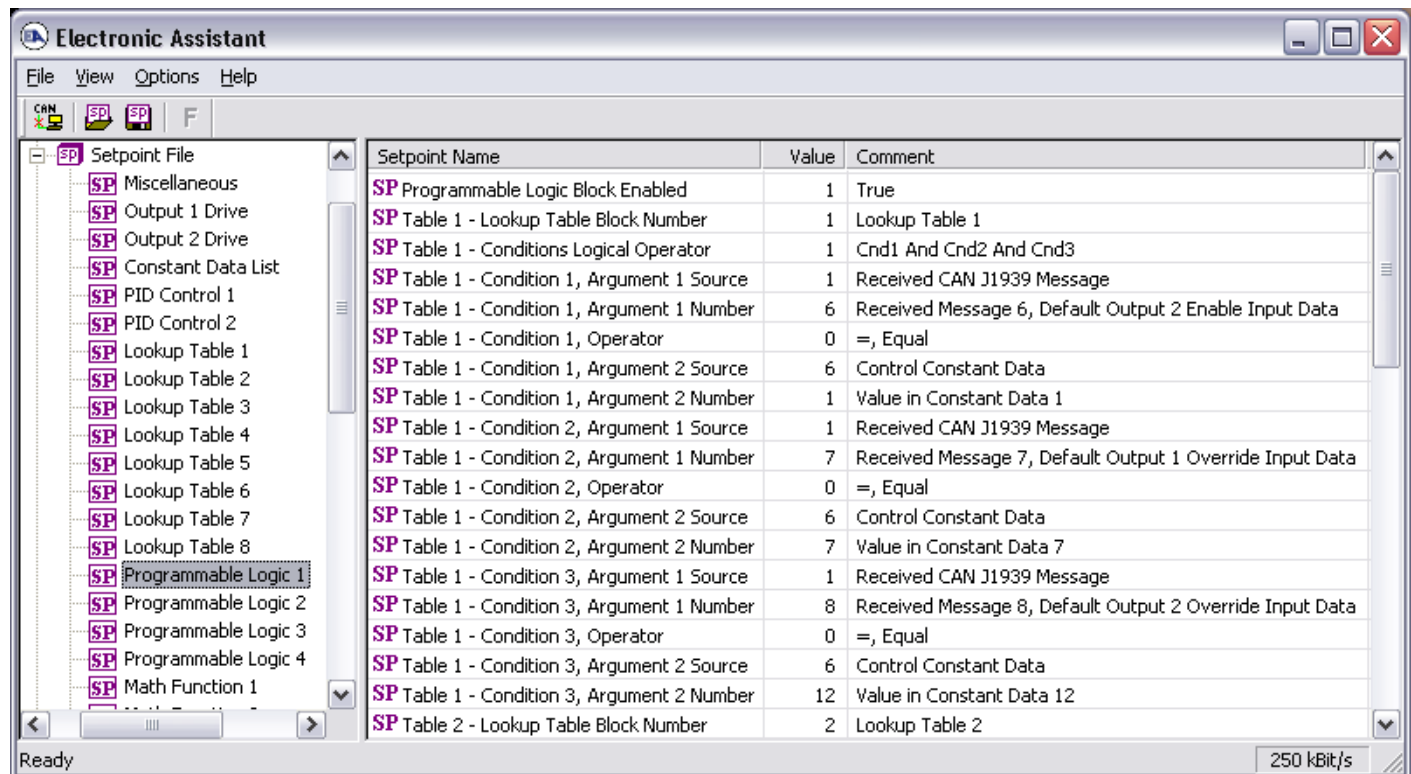 Electronic Assistant
File View Options Help
CAN SP SP F
Setpoint File
SP Miscellaneous
SP Output 1 Drive
SP Output 2 Drive
SP Constant Data List
SP PID Control 1
SP PID Control 2
SP Lookup Table 1
SP Lookup Table 2
SP Lookup Table 3
SP Lookup Table 4
SP Lookup Table 5
SP Lookup Table 6
SP Lookup Table 7
SP Lookup Table 8
SP Programmable Logic 1
SP Programmable Logic 2
SP Programmable Logic 3
SP Programmable Logic 4
SP Math Function 1
Setpoint Name Value Comment
SP Programmable Logic Block Enabled 1 True
SP Table 1 - Lookup Table Block Number 1 Lookup Table 1
SP Table 1 - Conditions Logical Operator 1 Cnd1 And Cnd2 And Cnd3
SP Table 1 - Condition 1, Argument 1 Source 1 Received CAN J1939 Message
SP Table 1 - Condition 1, Argument 1 Number 6 Received Message 6, Default Output 2 Enable Input Data
SP Table 1 - Condition 1, Operator 0 =, Equal
SP Table 1 - Condition 1, Argument 2 Source 6 Control Constant Data
SP Table 1 - Condition 1, Argument 2 Number 1 Value in Constant Data 1
SP Table 1 - Condition 2, Argument 1 Source 1 Received CAN J1939 Message
SP Table 1 - Condition 2, Argument 1 Number 7 Received Message 7, Default Output 1 Override Input Data
SP Table 1 - Condition 2, Operator 0 =, Equal
SP Table 1 - Condition 2, Argument 2 Source 6 Control Constant Data
SP Table 1 - Condition 2, Argument 2 Number 7 Value in Constant Data 7
SP Table 1 - Condition 3, Argument 1 Source 1 Received CAN J1939 Message
SP Table 1 - Condition 3, Argument 1 Number 8 Received Message 8, Default Output 2 Override Input Data
SP Table 1 - Condition 3, Operator 0 =, Equal
SP Table 1 - Condition 3, Argument 2 Source 6 Control Constant Data
SP Table 1 - Condition 3, Argument 2 Number 12 Value in Constant Data 12
SP Table 2 - Lookup Table Block Number 2 Lookup Table 2
Ready 250 kBit/s